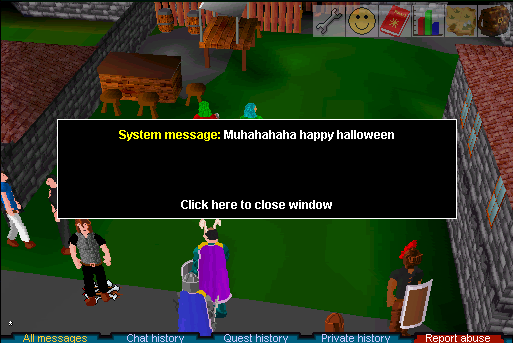 System message: Muhahahaha happy halloween
Click here to close window
*
All messages
Chat history
Quest history
Private history
Report abuse